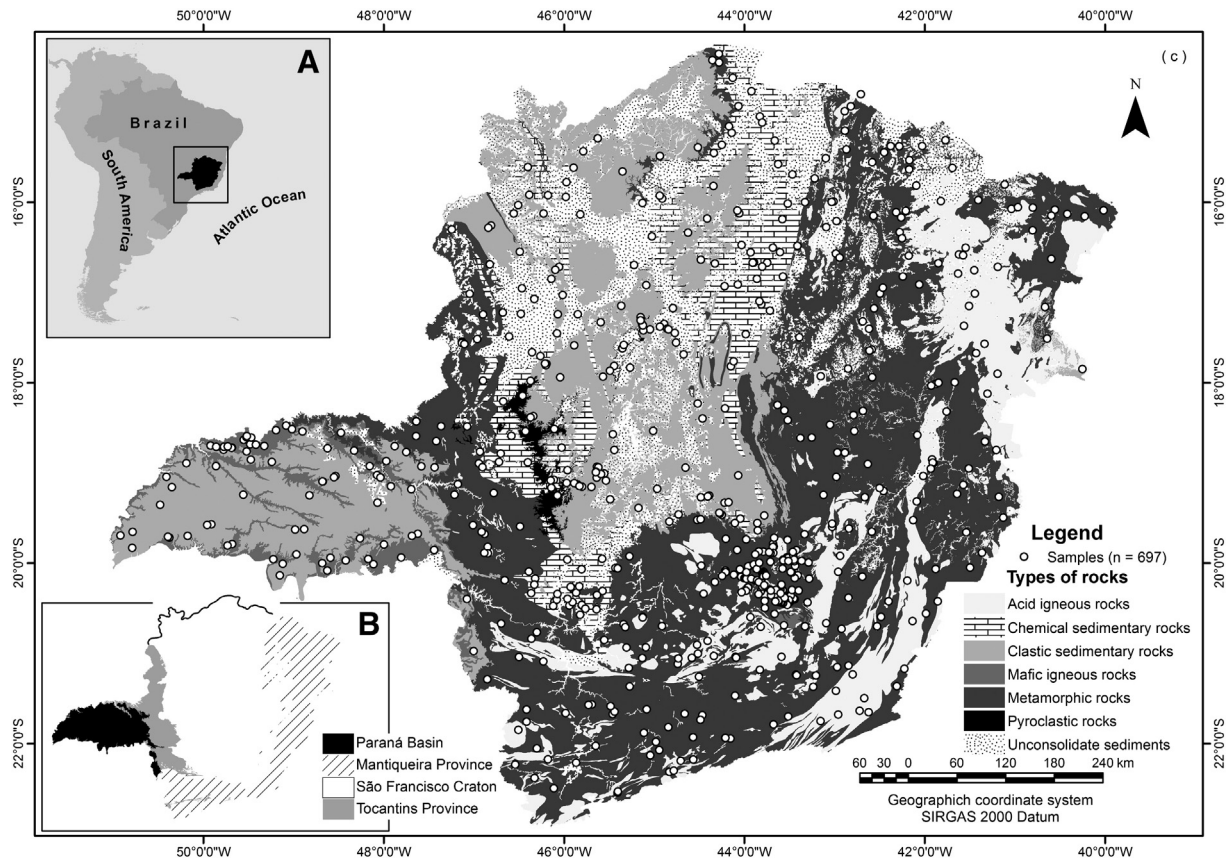 50°0'0"W 48°0'0"W 46°0'0"W 44°0'0"W 42°0'0"W 40°0'0"W
A
Brazil
South America
Atlantic Ocean
(c)
N
16°0'0"S
18°0'0"S
20°0'0"S
22°0'0"S
16°0'0"S
18°0'0"S
20°0'0"S
22°0'0"S
B
Paraná Basin
Mantiqueira Province
São Francisco Craton
Tocantins Province
Legend
Samples (n = 697)
Types of rocks
Acid igneous rocks
Chemical sedimentary rocks
Clastic sedimentary rocks
Mafic igneous rocks
Metamorphic rocks
Pyroclastic rocks
Unconsolidate sediments
60 30 0 60 120 180 240 km
Geographich coordinate system
SIRGAS 2000 Datum
50°0'0"W 48°0'0"W 46°0'0"W 44°0'0"W 42°0'0"W 40°0'0"W